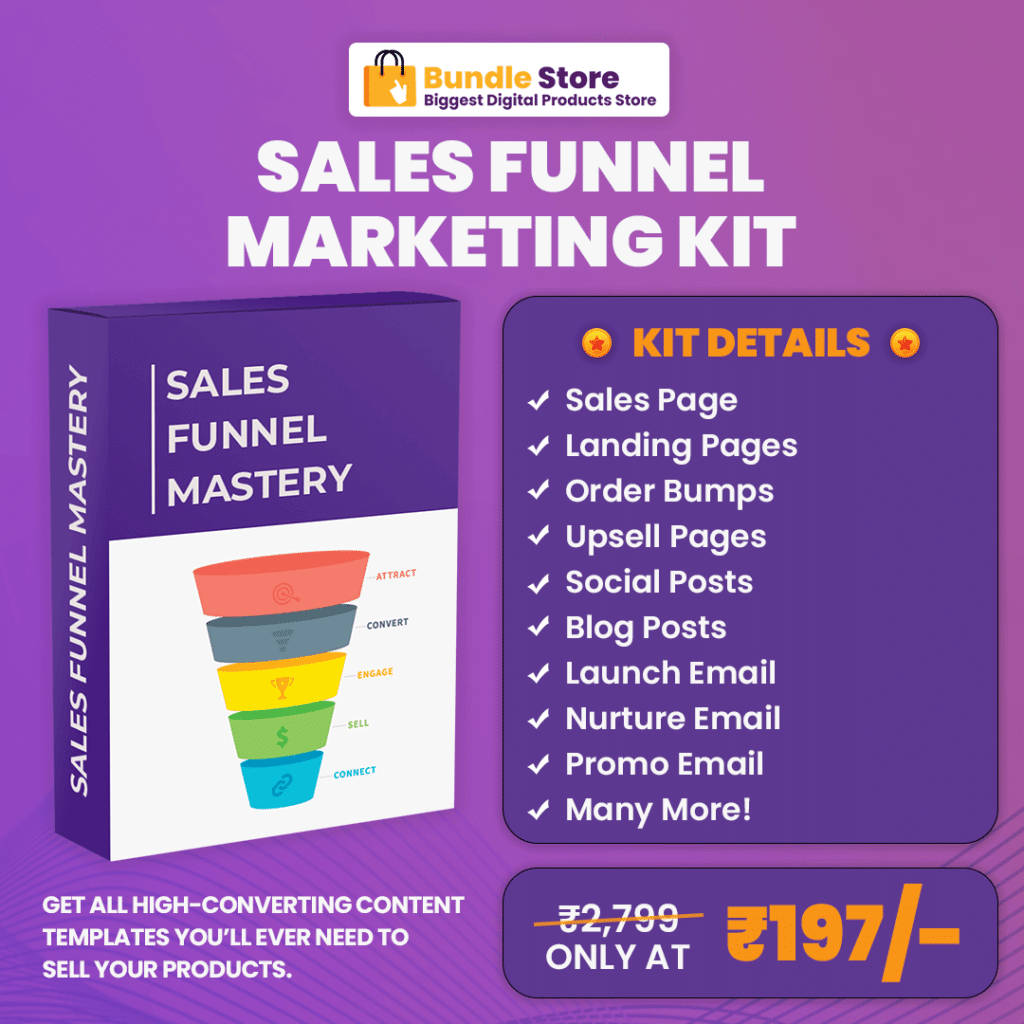 Bundle Store
Biggest Digital Products Store
SALES FUNNEL
MARKETING KIT
SALES FUNNEL MASTERY
SALES
FUNNEL
MASTERY
ATTRACT
CONVERT
ENGAGE
SELL
$
CONNECT
GET ALL HIGH-CONVERTING CONTENT
TEMPLATES YOU'LL EVER NEED TO
SELL YOUR PRODUCTS.
KIT DETAILS
Sales Page
Landing Pages
Order Bumps
Upsell Pages
Social Posts
Blog Posts
Launch Email
Nurture Email
Promo Email
Many More!
₹2,799
ONLY AT
₹197/-